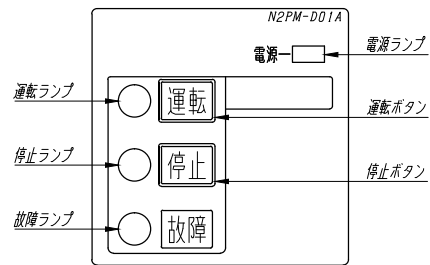 N2PM-D01A
電源
電源ランプ
運転ランプ
運転
運転ボタン
停止ランプ
停止
停止ボタン
故障ランプ
故障